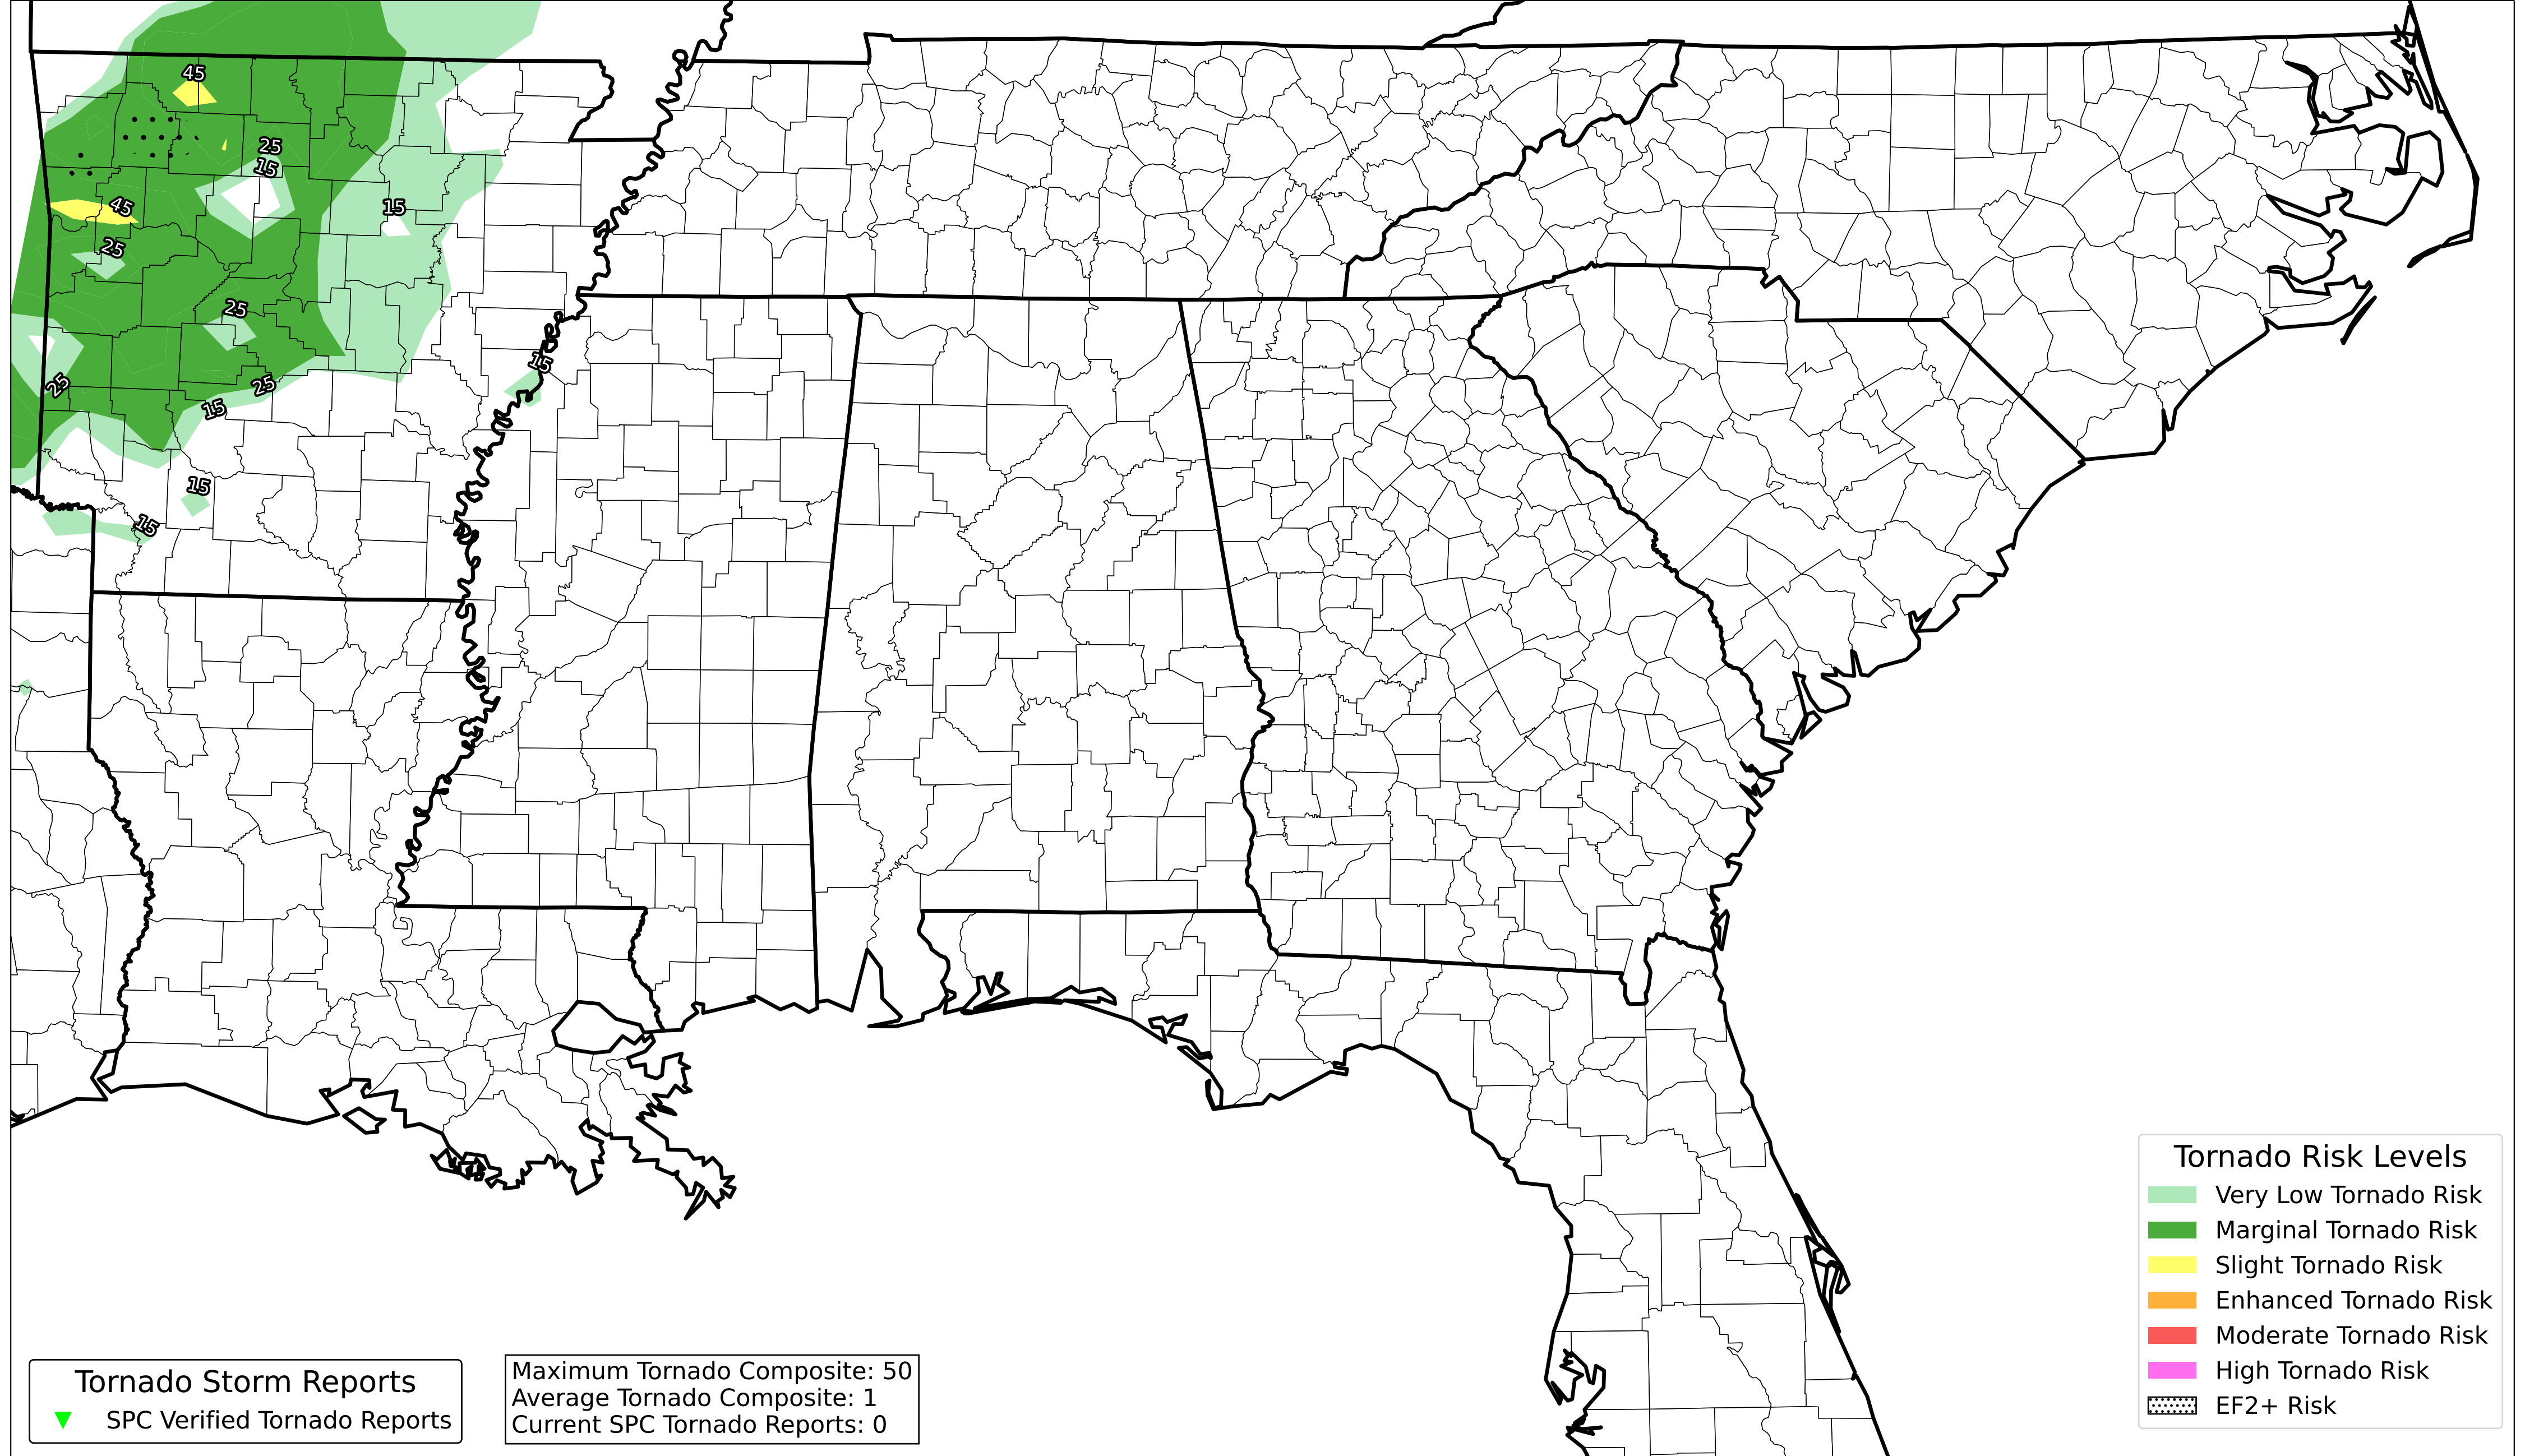 45
25
15
15
45
25
25
15
25
25
15
15
15
Tornado Risk Levels
Very Low Tornado Risk
Marginal Tornado Risk
Slight Tornado Risk
Enhanced Tornado Risk
Moderate Tornado Risk
High Tornado Risk
EF2+ Risk
Tornado Storm Reports
SPC Verified Tornado Reports
Maximum Tornado Composite: 50
Average Tornado Composite: 1
Current SPC Tornado Reports: 0